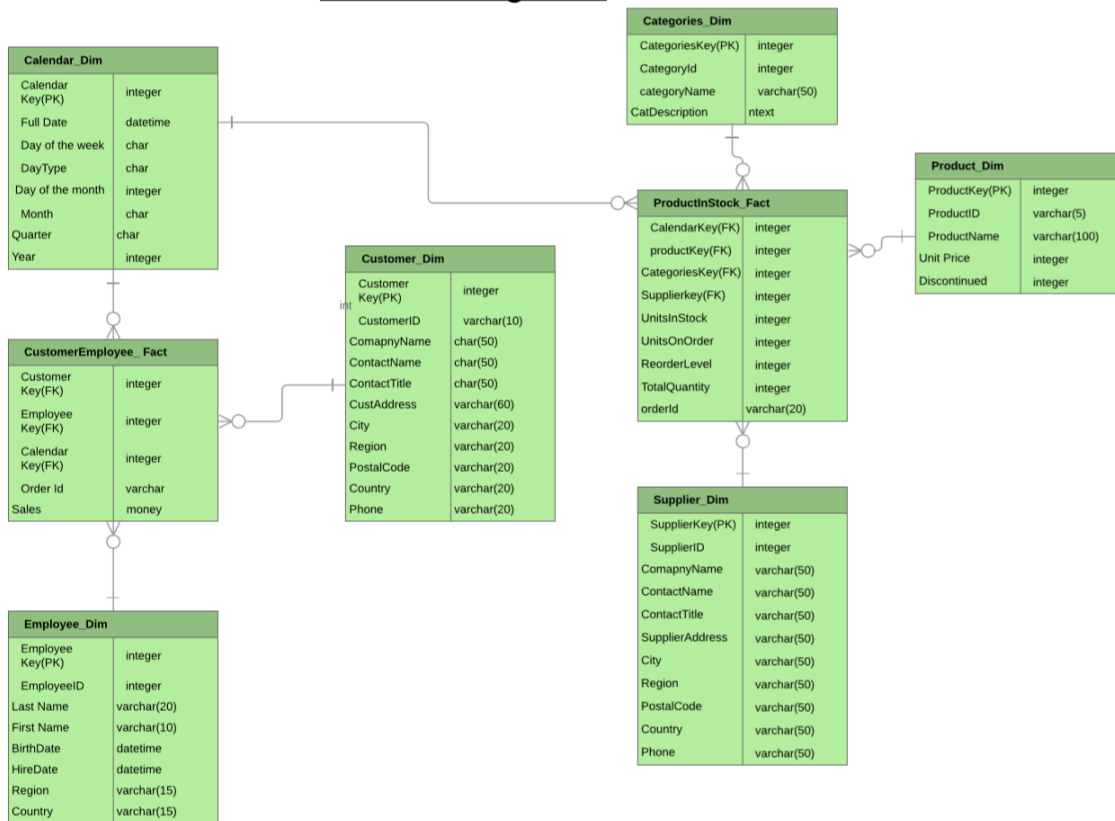 Categories_Dim
CategoriesKey(PK) integer
CategoryId integer
categoryName varchar(50)
CatDescription ntext
Calendar_Dim
Calendar
Key(PK) integer
Full Date datetime
Day of the week char
DayType char
Day of the month integer
Month char
Quarter char
Year integer
Product_Dim
ProductKey(PK) integer
ProductID varchar(5)
ProductName varchar(100)
Unit Price integer
Discontinued integer
ProductInStock_Fact
CalendarKey(FK) integer
productKey(FK) integer
CategoriesKey(FK) integer
Supplierkey(FK) integer
UnitsInStock integer
UnitsOnOrder integer
ReorderLevel integer
TotalQuantity integer
orderId varchar(20)
Customer_Dim
Customer
Key(PK) integer
int
CustomerID varchar(10)
ComapnyName char(50)
ContactName char(50)
ContactTitle char(50)
CustAddress varchar(60)
City varchar(20)
Region varchar(20)
PostalCode varchar(20)
Country varchar(20)
Phone varchar(20)
CustomerEmployee_ Fact
Customer
Key(FK) integer
Employee
Key(FK) integer
Calendar
Key(FK) integer
Order Id varchar
Sales money
Supplier_Dim
SupplierKey(PK) integer
SupplierID integer
ComapnyName varchar(50)
ContactName varchar(50)
ContactTitle varchar(50)
SupplierAddress varchar(50)
City varchar(50)
Region varchar(50)
PostalCode varchar(50)
Country varchar(50)
Phone varchar(50)
Employee_Dim
Employee
Key(PK) integer
EmployeeID integer
Last Name varchar(20)
First Name varchar(10)
BirthDate datetime
HireDate datetime
Region varchar(15)
Country varchar(15)